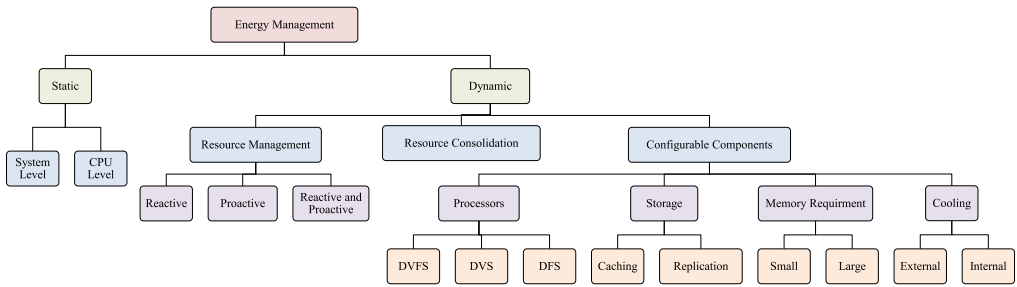 Energy Management
Static
Dynamic
Resource Management
Resource Consolidation
Configurable Components
System
Level
CPU
Level
Reactive
Proactive
Reactive and
Proactive
Processors
Storage
Memory Requirment
Cooling
DVFS
DVS
DFS
Caching
Replication
Small
Large
External
Internal